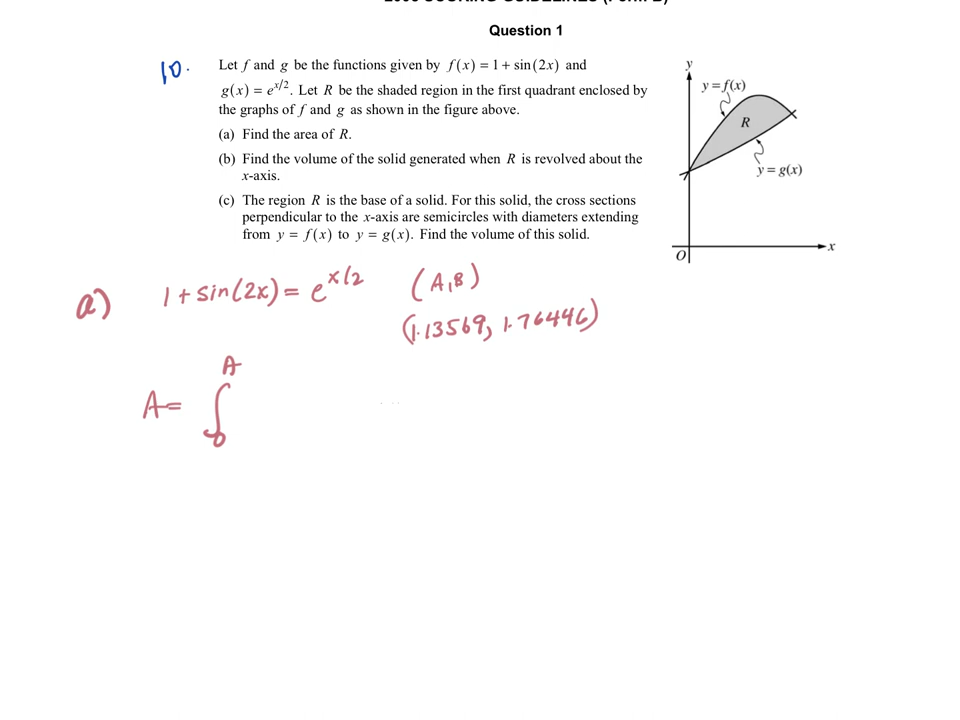 Question 1
10.
Let f and g be the functions given by f(x) = 1 + sin(2x) and
g(x) = e^{x/2}. Let R be the shaded region in the first quadrant enclosed by
the graphs of f and g as shown in the figure above.
(a) Find the area of R.
(b) Find the volume of the solid generated when R is revolved about the
x-axis.
(c) The region R is the base of a solid. For this solid, the cross sections
perpendicular to the x-axis are semicircles with diameters extending
from y = f(x) to y = g(x). Find the volume of this solid.
y
y = f(x)
R
y = g(x)
O
x
a) 1 + sin(2x) = e^{x/2} (A,B)
(1.13569, 1.76446)
A
A = ∫
0